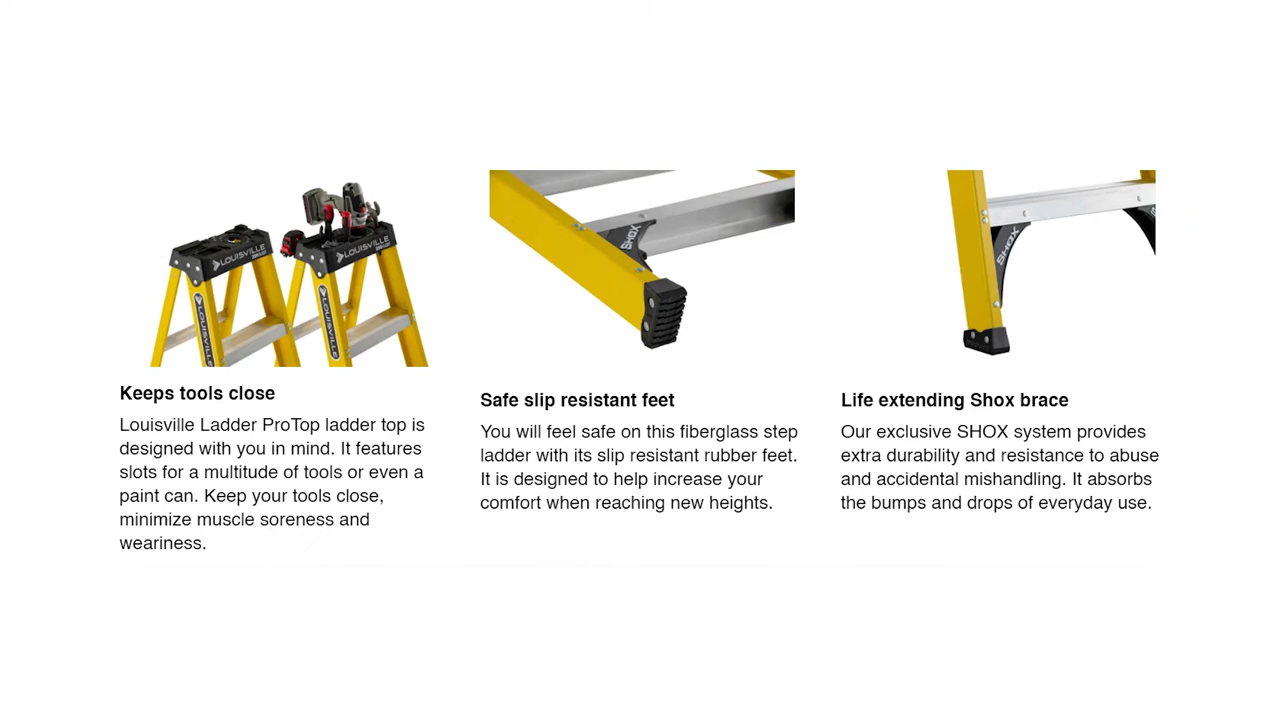 LOUISVILLE
LOUISVILLE
LOUISVILLE
LOUISVILLE
SHOX
SHOX
Keeps tools close
Louisville Ladder ProTop ladder top is
designed with you in mind. It features
slots for a multitude of tools or even a
paint can. Keep your tools close,
minimize muscle soreness and
weariness.
Safe slip resistant feet
You will feel safe on this fiberglass step
ladder with its slip resistant rubber feet.
It is designed to help increase your
comfort when reaching new heights.
Life extending Shox brace
Our exclusive SHOX system provides
extra durability and resistance to abuse
and accidental mishandling. It absorbs
the bumps and drops of everyday use.